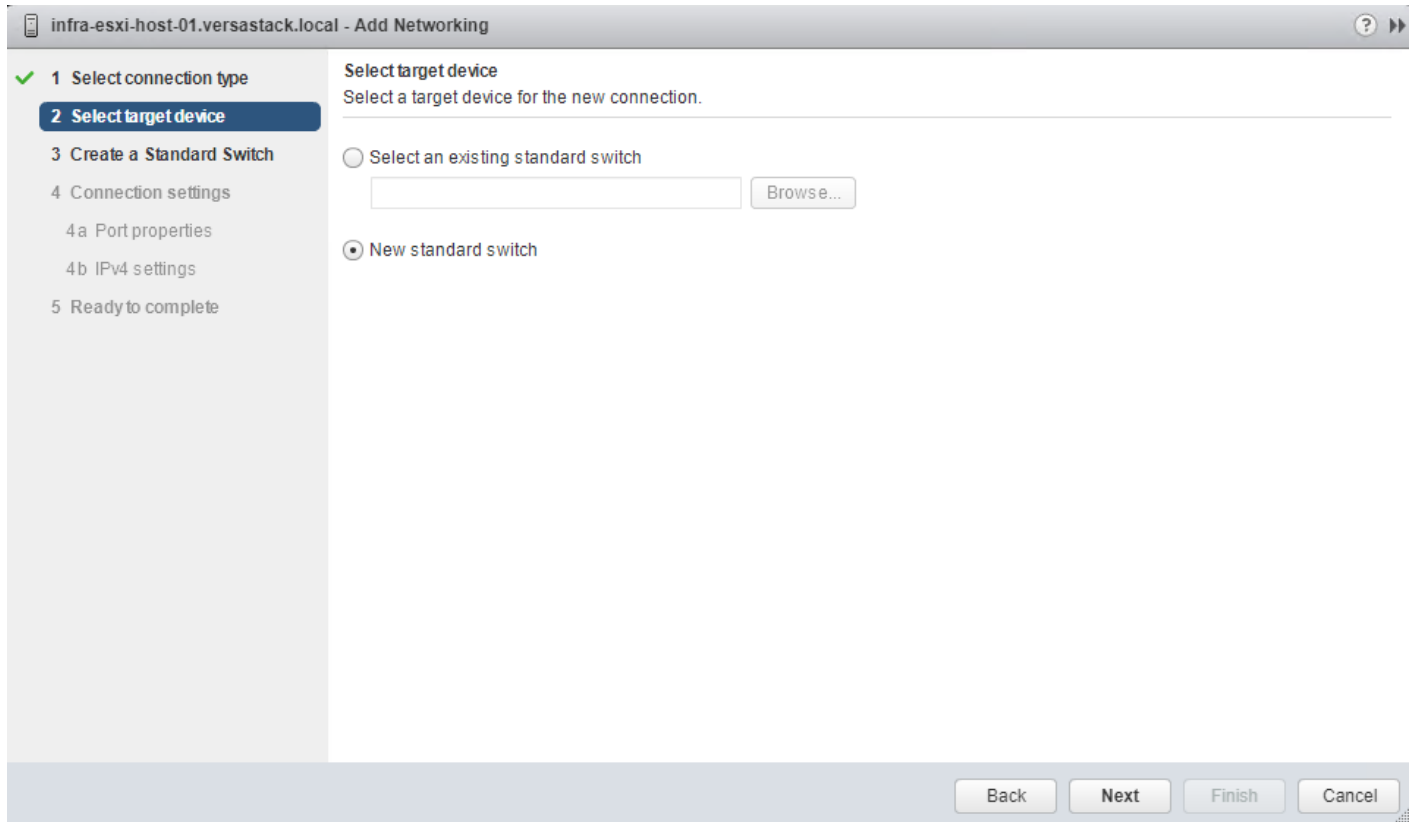 infra-esxi-host-01.versastack.local - Add Networking
?
1 Select connection type
2 Select target device
3 Create a Standard Switch
4 Connection settings
4a Port properties
4b IPv4 settings
5 Ready to complete
Select target device
Select a target device for the new connection.
Select an existing standard switch
Browse...
New standard switch
Back Next Finish Cancel